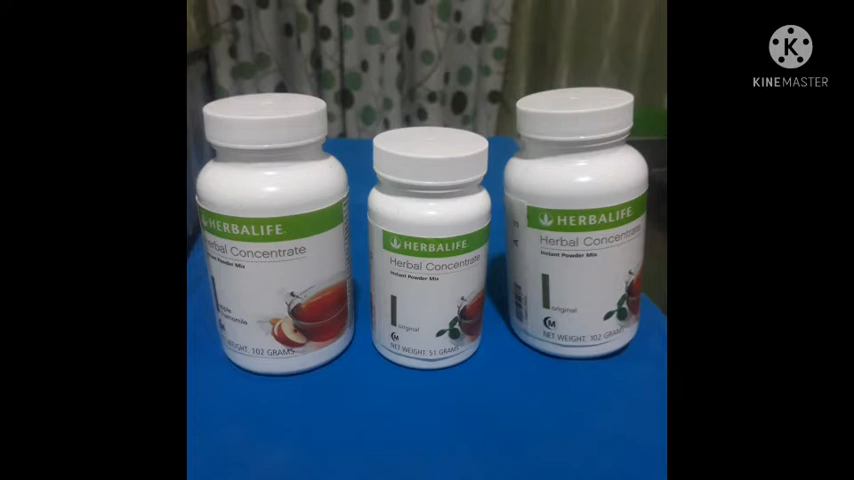 K
KINEMASTER
HERBALIFE
Herbal Concentrate
Instant Powder Mix
WEIGHT. 102 GRAMS
HERBALIFE
Herbal Concentrate
Instant Powder Mix
original
M
NET WEIGHT. 51 GRAMS
HERBALIFE
Herbal Concentrate
Instant Powder Mix
original
M
NET WEIGHT. 102 GRAMS